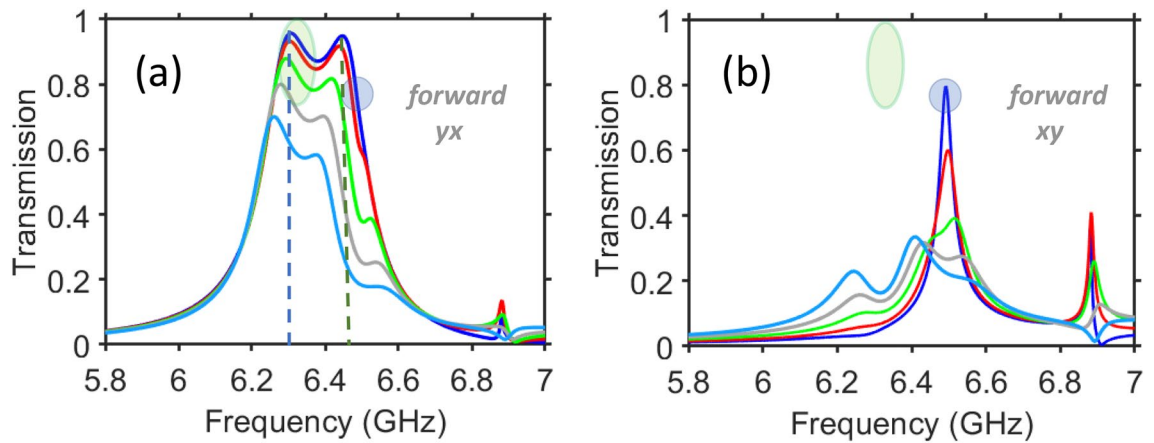 (a)
forward
yx
Transmission
1
0.8
0.6
0.4
0.2
0
5.8 6 6.2 6.4 6.6 6.8 7
Frequency (GHz)
(b)
forward
xy
Transmission
1
0.8
0.6
0.4
0.2
0
5.8 6 6.2 6.4 6.6 6.8 7
Frequency (GHz)